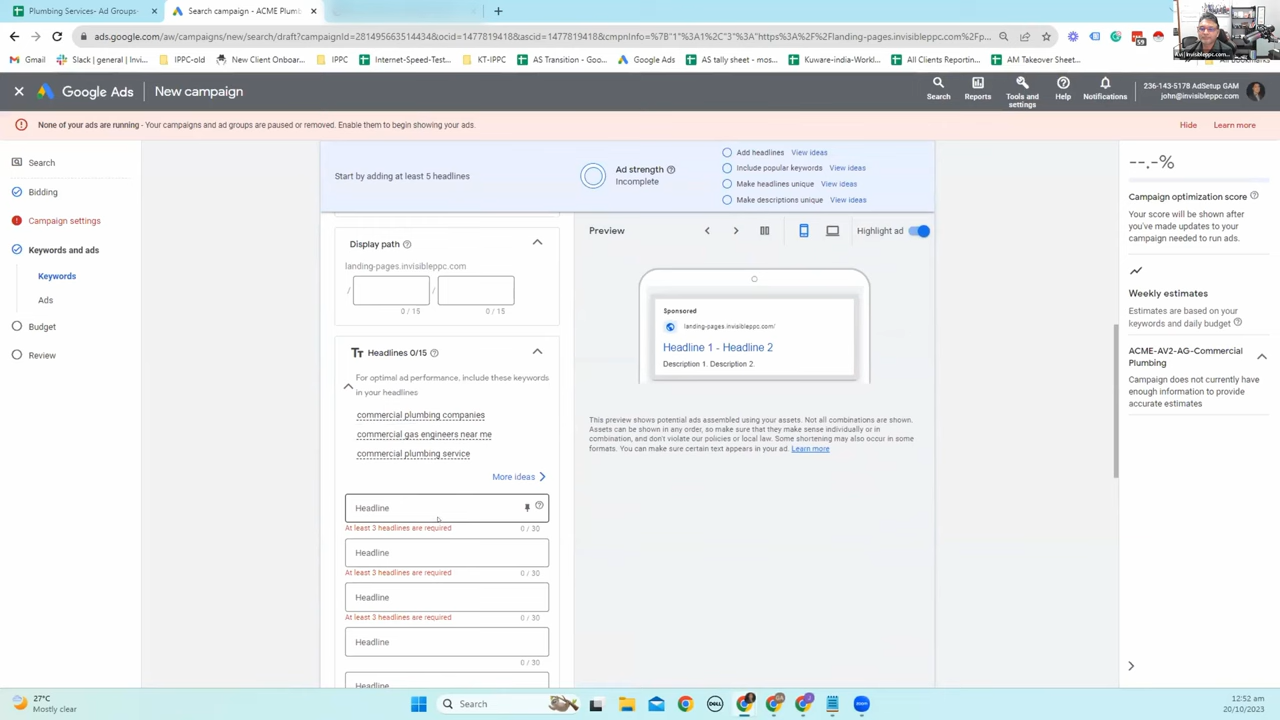 Plumbing Services- Ad Groups-
Search campaign - ACME Plumb
ads.google.com/aw/campaigns/new/search/draft?campaignId=281495663514434&ocid=1477819418&ascid=1477819418&cmpnInfo=%7B"1%3A1%2C"3%3A"https%3A%2F%2Flanding-pages.invisibleppc.com%2Fp...
59
Gmail
Slack | general | Invi...
IPPC-old
New Client Onboar...
IPPC
Internet-Speed-Test...
AS Transition - Goo...
Google Ads
AS tally sheet - mos...
Kuware-india-Workl...
All Clients Reportin...
AM Takeover Sheet...
All Bookmarks
Google Ads
New campaign
Search
Reports
Tools and
settings
Help
Notifications
236-143-5178 AdSetup GAM
john@invisibleppc.com
None of your ads are running - Your campaigns and ad groups are paused or removed. Enable them to begin showing your ads.
Hide
Learn more
Search
Bidding
Campaign settings
Keywords and ads
Keywords
Ads
Budget
Review
Start by adding at least 5 headlines
Ad strength
Incomplete
Add headlines View ideas
Include popular keywords View ideas
Make headlines unique View ideas
Make descriptions unique View ideas
Display path
landing-pages.invisibleppc.com
/
/
0 / 15
0 / 15
Headlines 0/15
For optimal ad performance, include these keywords
in your headlines
commercial plumbing companies
commercial gas engineers near me
commercial plumbing service
More ideas
Headline
At least 3 headlines are required
0 / 30
Headline
At least 3 headlines are required
0 / 30
Headline
At least 3 headlines are required
0 / 30
Headline
0 / 30
Headline
Preview
Highlight ad
Sponsored
landing-pages.invisibleppc.com/
Headline 1 - Headline 2
Description 1. Description 2.
This preview shows potential ads assembled using your assets. Not all combinations are shown.
Assets can be shown in any order, so make sure that they make sense individually or in
combination, and don't violate our policies or local law. Some shortening may also occur in some
formats. You can make sure certain text appears in your ad. Learn more
--.-%
Campaign optimization score
Your score will be shown after
you've made updates to your
campaign needed to run ads.
Weekly estimates
Estimates are based on your
keywords and daily budget
ACME-AV2-AG-Commercial
Plumbing
Campaign does not currently have
enough information to provide
accurate estimates
27°C
Mostly clear
Search
DELL
12:52 am
20/10/2023